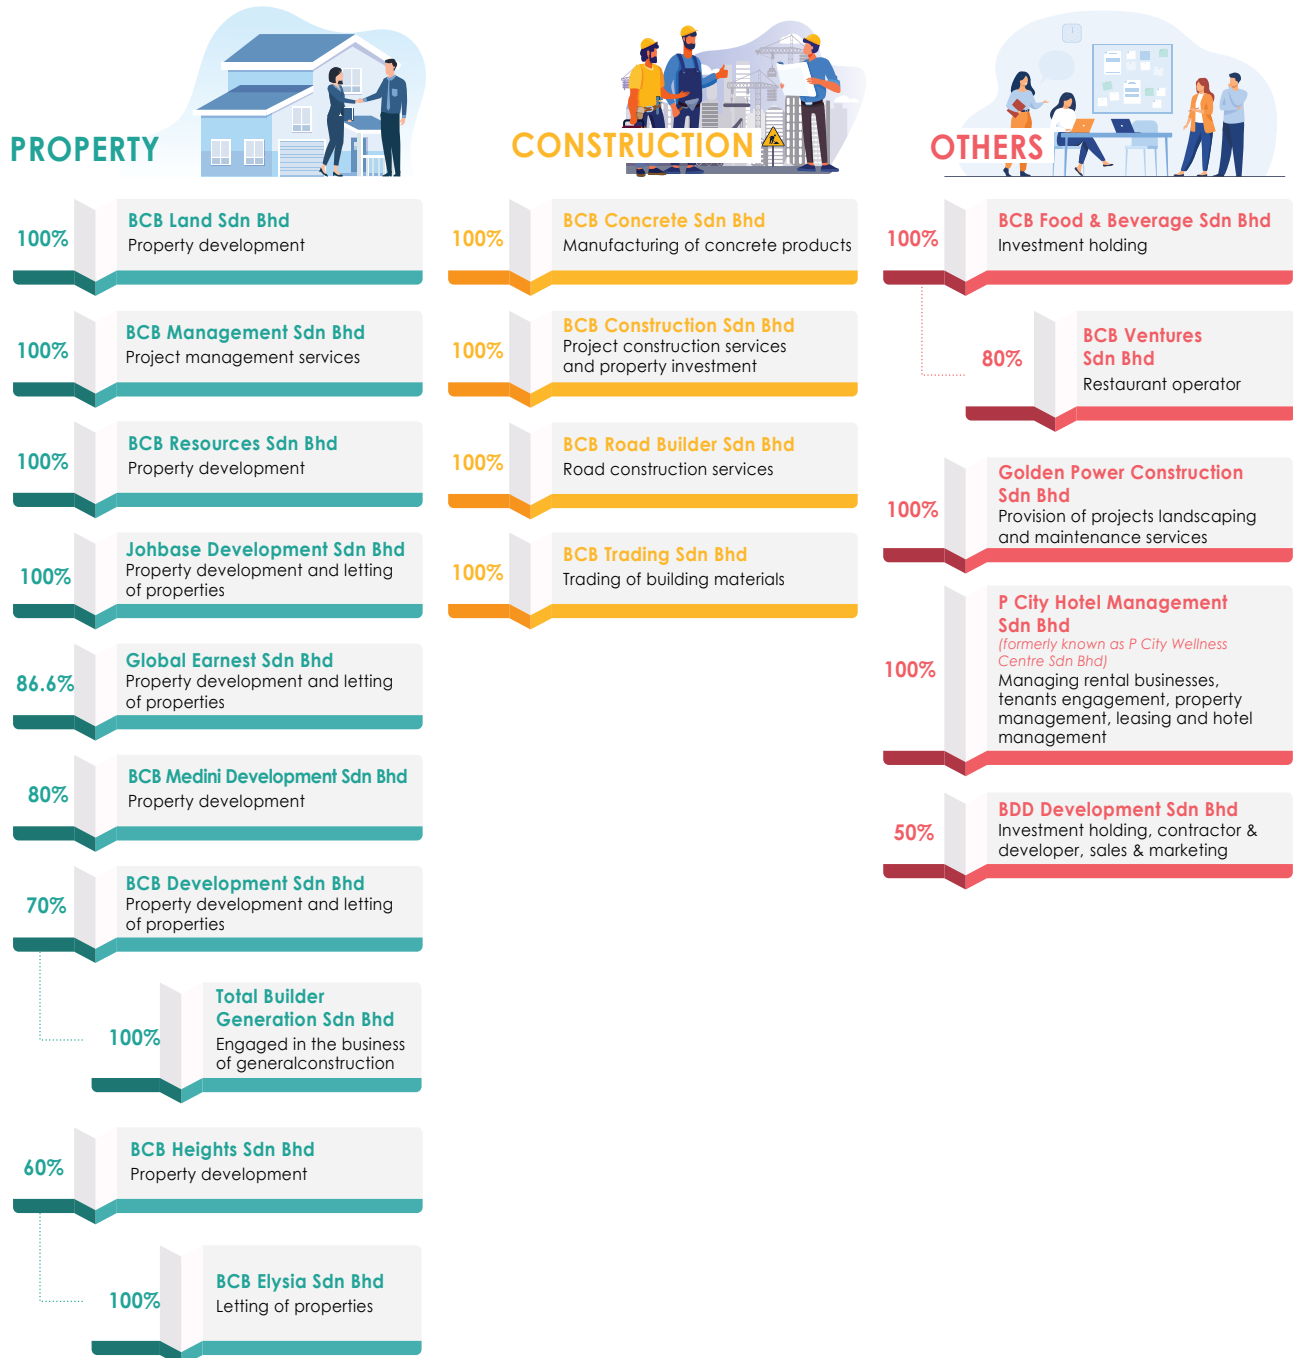 PROPERTY
100%
BCB Land Sdn Bhd
Property development
100%
BCB Management Sdn Bhd
Project management services
100%
BCB Resources Sdn Bhd
Property development
100%
Johbase Development Sdn Bhd
Property development and letting
of properties
86.6%
Global Earnest Sdn Bhd
Property development and letting
of properties
80%
BCB Medini Development Sdn Bhd
Property development
70%
BCB Development Sdn Bhd
Property development and letting
of properties
100%
Total Builder
Generation Sdn Bhd
Engaged in the business
of generalconstruction
60%
BCB Heights Sdn Bhd
Property development
100%
BCB Elysia Sdn Bhd
Letting of properties
CONSTRUCTION
100%
BCB Concrete Sdn Bhd
Manufacturing of concrete products
100%
BCB Construction Sdn Bhd
Project construction services
and property investment
100%
BCB Road Builder Sdn Bhd
Road construction services
100%
BCB Trading Sdn Bhd
Trading of building materials
OTHERS
100%
BCB Food & Beverage Sdn Bhd
Investment holding
80%
BCB Ventures
Sdn Bhd
Restaurant operator
100%
Golden Power Construction
Sdn Bhd
Provision of projects landscaping
and maintenance services
100%
P City Hotel Management
Sdn Bhd
(formerly known as P City Wellness
Centre Sdn Bhd)
Managing rental businesses,
tenants engagement, property
management, leasing and hotel
management
50%
BDD Development Sdn Bhd
Investment holding, contractor &
developer, sales & marketing